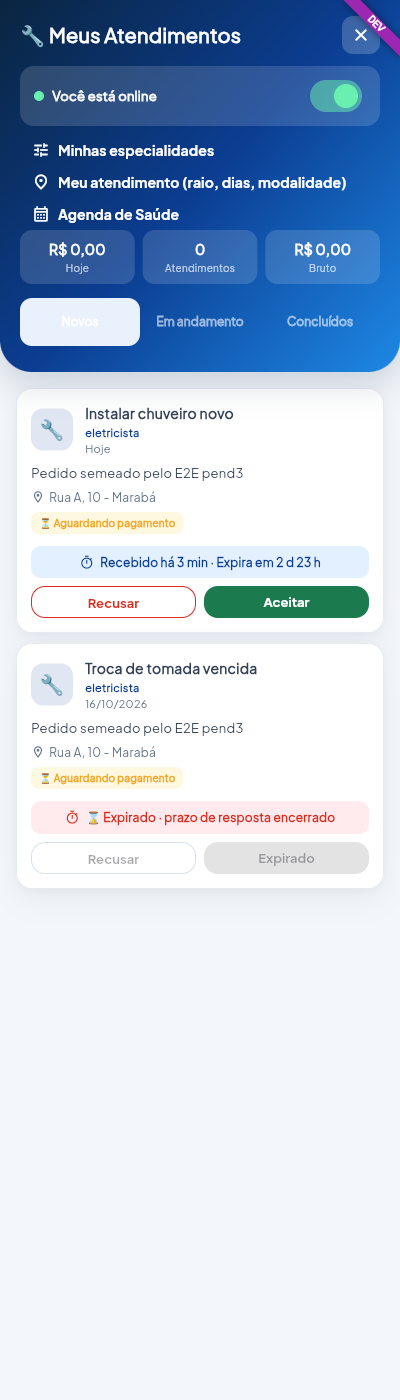 🔧 Meus Atendimentos
DEV
Você está online
Minhas especialidades
Meu atendimento (raio, dias, modalidade)
Agenda de Saúde
R$ 0,00
Hoje
0
Atendimentos
R$ 0,00
Bruto
Novos
Em andamento
Concluídos
Instalar chuveiro novo
eletricista
Hoje
Pedido semeado pelo E2E pend3
Rua A, 10 - Marabá
⏳ Aguardando pagamento
Recebido há 3 min · Expira em 2 d 23 h
Recusar
Aceitar
Troca de tomada vencida
eletricista
16/10/2026
Pedido semeado pelo E2E pend3
Rua A, 10 - Marabá
⏳ Aguardando pagamento
⌛ Expirado · prazo de resposta encerrado
Recusar
Expirado